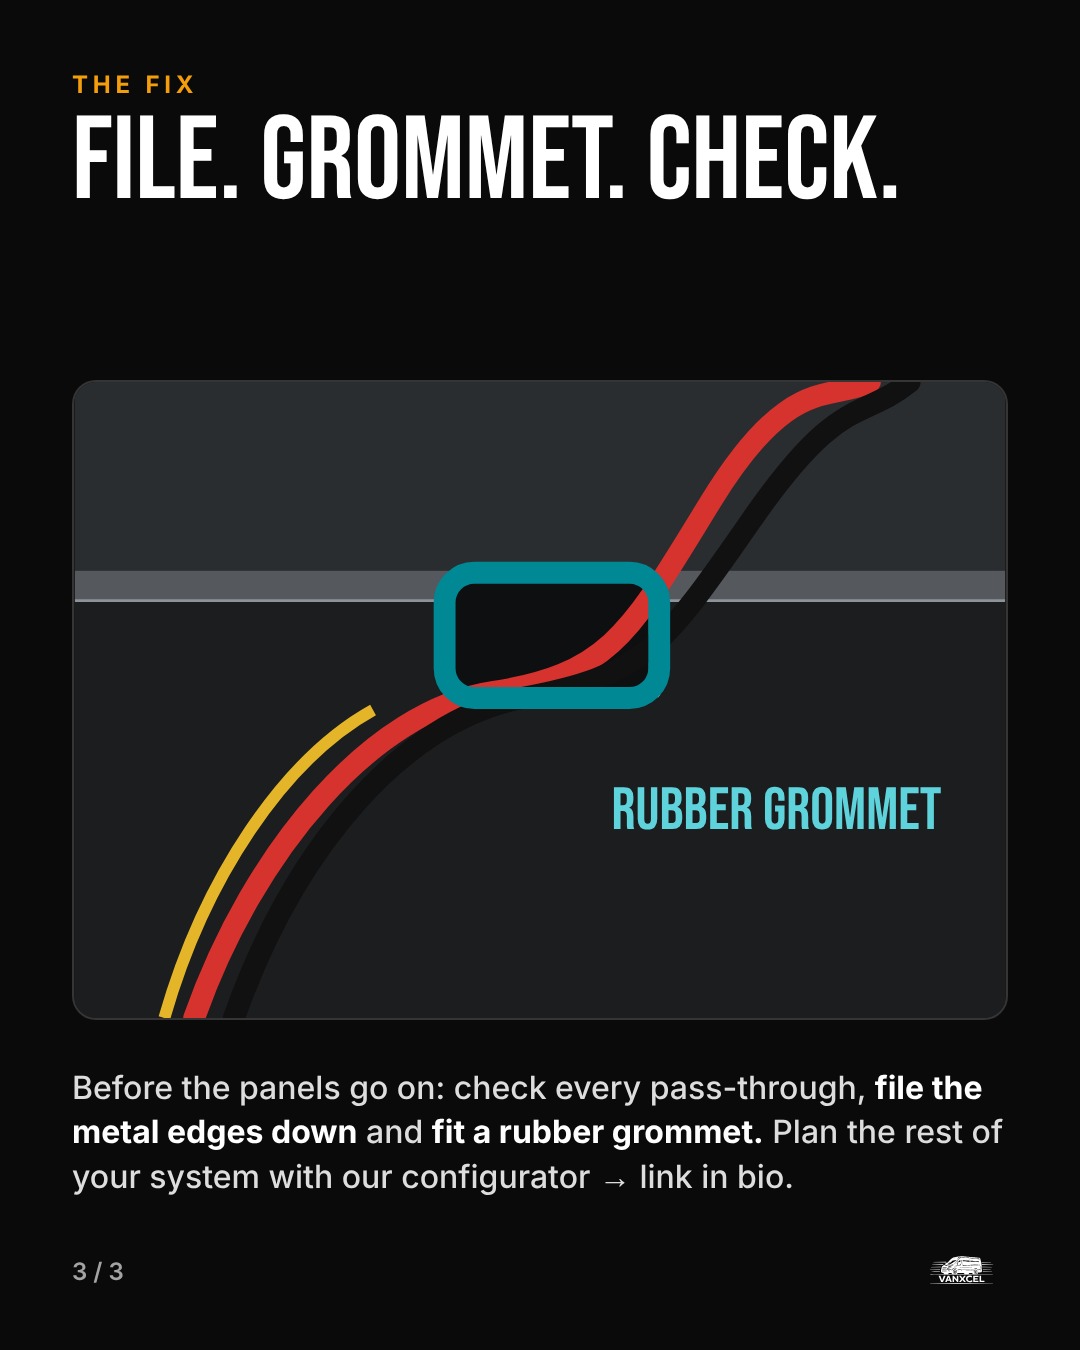 THE FIX
FILE. GROMMET. CHECK.
RUBBER GROMMET
Before the panels go on: check every pass-through, file the
metal edges down and fit a rubber grommet. Plan the rest of
your system with our configurator → link in bio.
3 / 3
VANXCEL